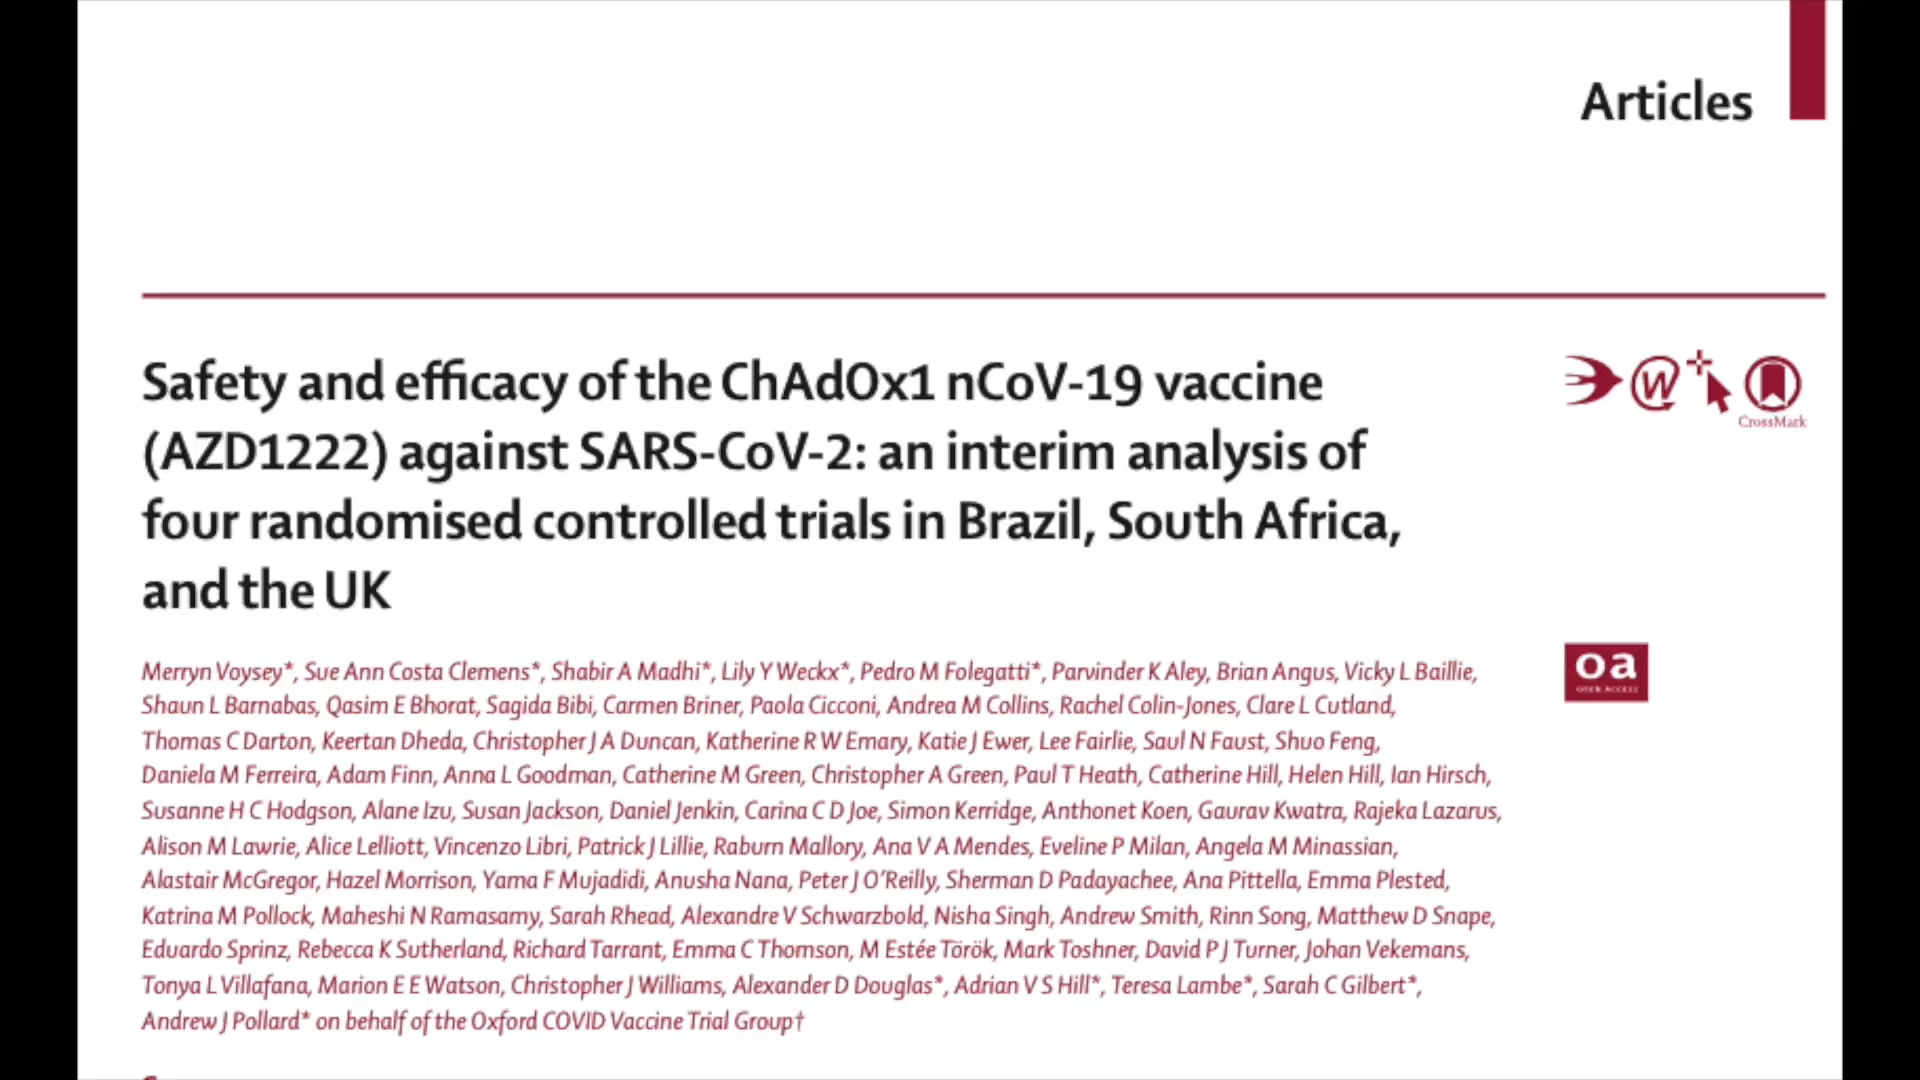 Articles
Safety and efficacy of the ChAdOx1 nCoV-19 vaccine
(AZD1222) against SARS-CoV-2: an interim analysis of
four randomised controlled trials in Brazil, South Africa,
and the UK
CrossMark
oa
OPEN ACCESS
Merryn Voysey*, Sue Ann Costa Clemens*, Shabir A Madhi*, Lily Y Weckx*, Pedro M Folegatti*, Parvinder K Aley, Brian Angus, Vicky L Baillie,
Shaun L Barnabas, Qasim E Bhorat, Sagida Bibi, Carmen Briner, Paola Cicconi, Andrea M Collins, Rachel Colin-Jones, Clare L Cutland,
Thomas C Darton, Keertan Dheda, Christopher J A Duncan, Katherine R W Emary, Katie J Ewer, Lee Fairlie, Saul N Faust, Shuo Feng,
Daniela M Ferreira, Adam Finn, Anna L Goodman, Catherine M Green, Christopher A Green, Paul T Heath, Catherine Hill, Helen Hill, Ian Hirsch,
Susanne H C Hodgson, Alane Izu, Susan Jackson, Daniel Jenkin, Carina C D Joe, Simon Kerridge, Anthonet Koen, Gaurav Kwatra, Rajeka Lazarus,
Alison M Lawrie, Alice Lelliott, Vincenzo Libri, Patrick J Lillie, Raburn Mallory, Ana V A Mendes, Eveline P Milan, Angela M Minassian,
Alastair McGregor, Hazel Morrison, Yama F Mujadidi, Anusha Nana, Peter J O'Reilly, Sherman D Padayachee, Ana Pittella, Emma Plested,
Katrina M Pollock, Maheshi N Ramasamy, Sarah Rhead, Alexandre V Schwarzbold, Nisha Singh, Andrew Smith, Rinn Song, Matthew D Snape,
Eduardo Sprinz, Rebecca K Sutherland, Richard Tarrant, Emma C Thomson, M Estée Török, Mark Toshner, David P J Turner, Johan Vekemans,
Tonya L Villafana, Marion E E Watson, Christopher J Williams, Alexander D Douglas*, Adrian V S Hill*, Teresa Lambe*, Sarah C Gilbert*,
Andrew J Pollard* on behalf of the Oxford COVID Vaccine Trial Group†